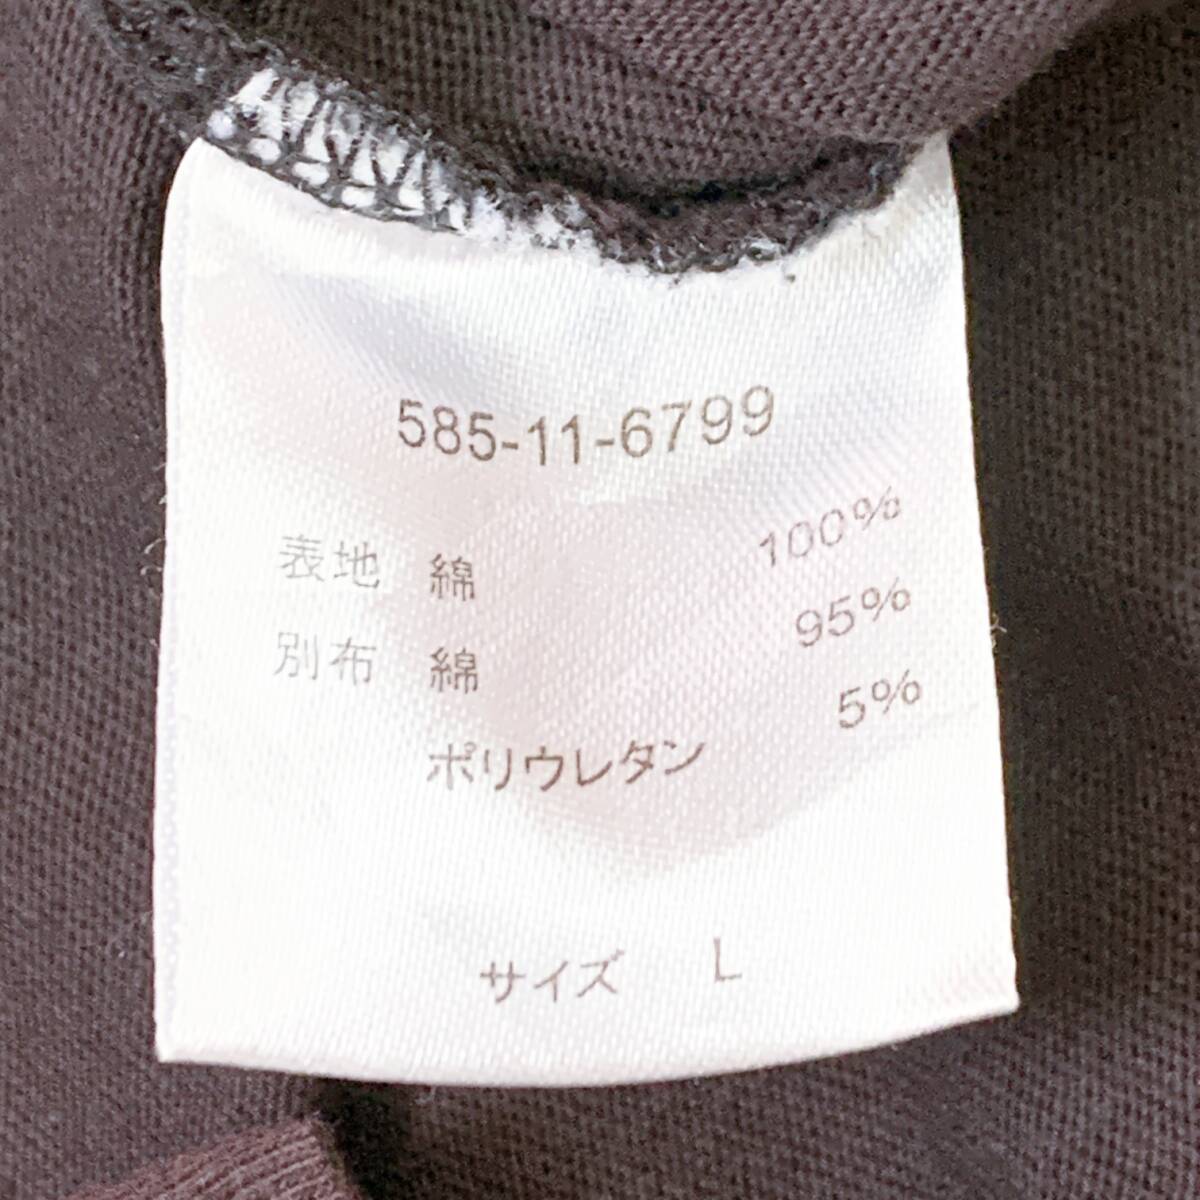 585-11-6799
表地 綿 100%
別布 綿 95%
ポリウレタン 5%
サイズ L